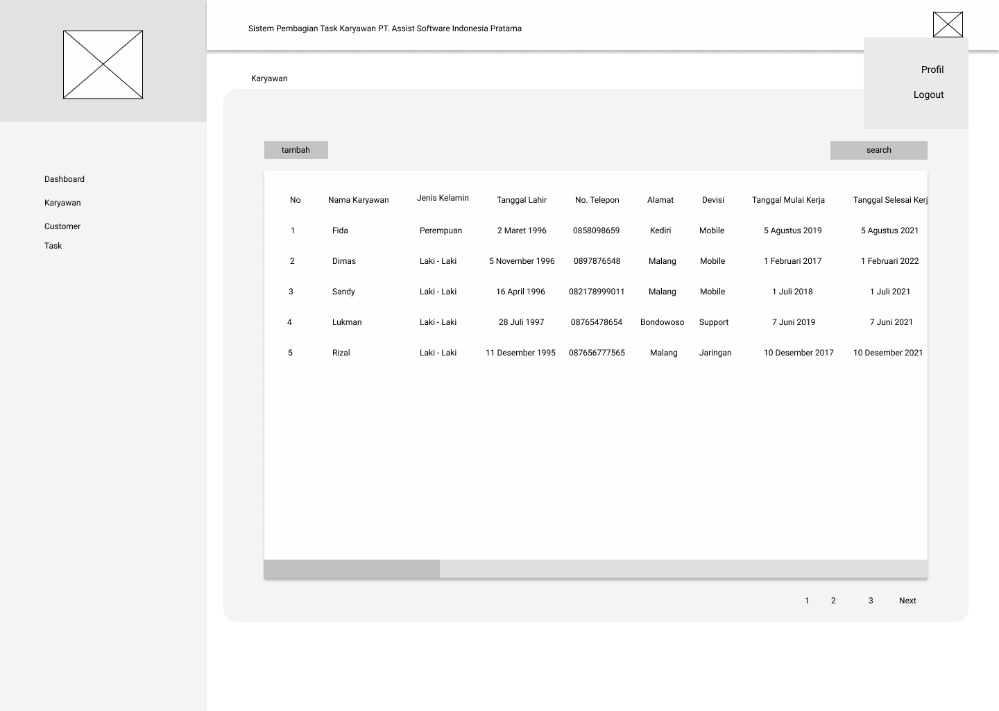 Sistem Pembagian Task Karyawan PT. Assist Software Indonesia Pratama
Profil
Logout
Dashboard
Karyawan
Customer
Task
Karyawan
tambah
search
No Nama Karyawan Jenis Kelamin Tanggal Lahir No. Telepon Alamat Devisi Tanggal Mulai Kerja Tanggal Selesai Kerj
1 Fida Perempuan 2 Maret 1996 0858098659 Kediri Mobile 5 Agustus 2019 5 Agustus 2021
2 Dimas Laki - Laki 5 November 1996 0897876548 Malang Mobile 1 Februari 2017 1 Februari 2022
3 Sandy Laki - Laki 16 April 1996 082178999011 Malang Mobile 1 Juli 2018 1 Juli 2021
4 Lukman Laki - Laki 28 Juli 1997 08765478654 Bondowoso Support 7 Juni 2019 7 Juni 2021
5 Rizal Laki - Laki 11 Desember 1995 087656777565 Malang Jaringan 10 Desember 2017 10 Desember 2021
1 2 3 Next